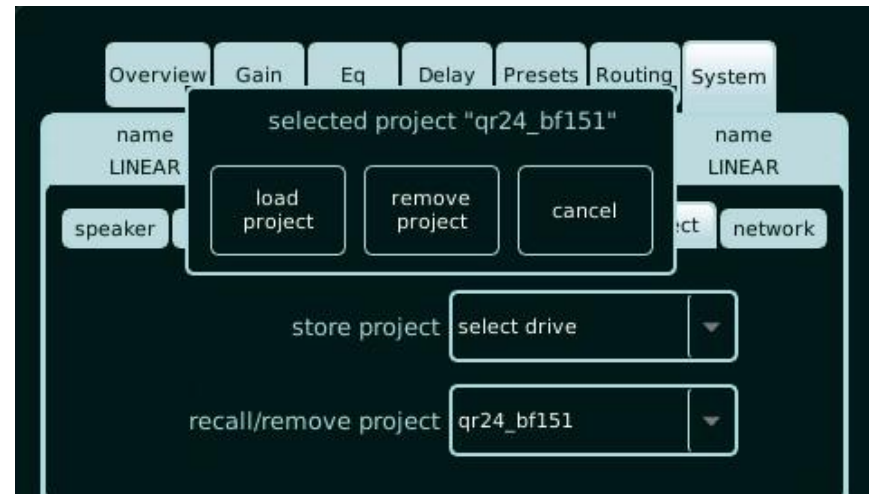 Overview Gain Eq Delay Presets Routing System
selected project "qr24_bf151"
name
LINEAR
name
LINEAR
load
project
remove
project
cancel
speaker
network
store project select drive
recall/remove project qr24_bf151